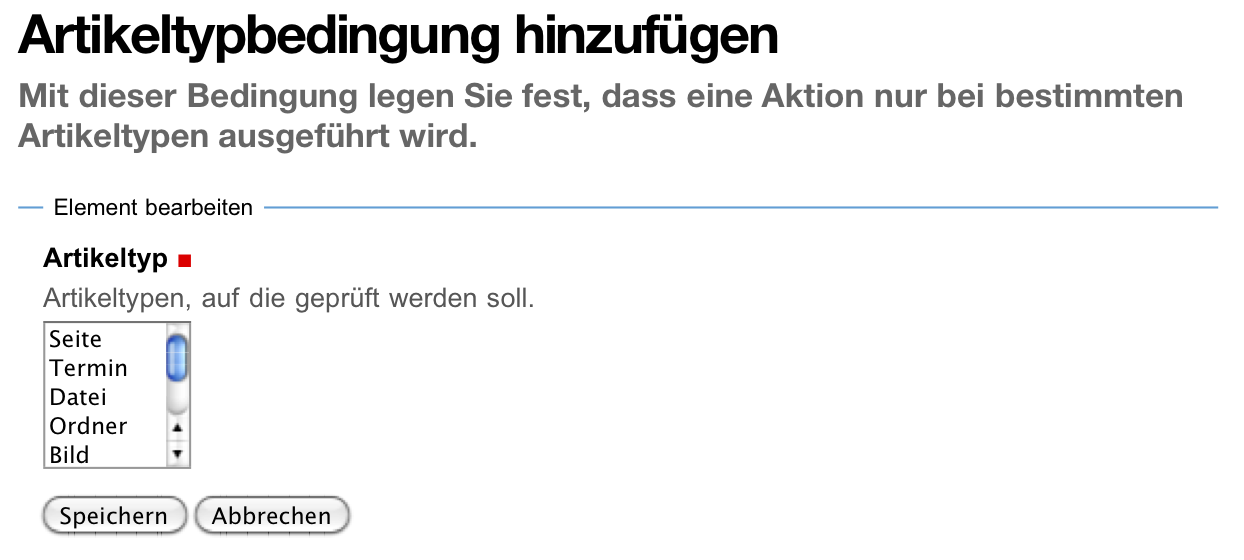 Artikeltypbedingung hinzufügen
Mit dieser Bedingung legen Sie fest, dass eine Aktion nur bei bestimmten
Artikeltypen ausgeführt wird.
Element bearbeiten
Artikeltyp
Artikeltypen, auf die geprüft werden soll.
Seite
Termin
Datei
Ordner
Bild
Speichern Abbrechen